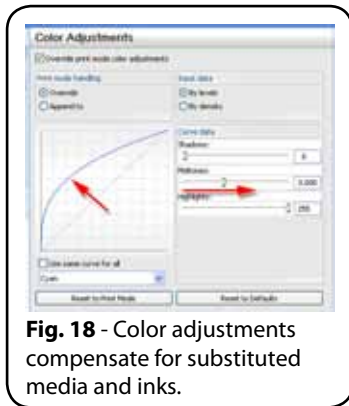 Color Adjustments
Override print mode color adjustments
Print mode handling
Override
Append to
Input data
By levels
By density
Curve data
Shadows:
0
Midtones:
Highlights:
255
Use same curve for all
Cyan
Reset to Print Mode
Reset to Defaults
Fig. 18 - Color adjustments
compensate for substituted
media and inks.